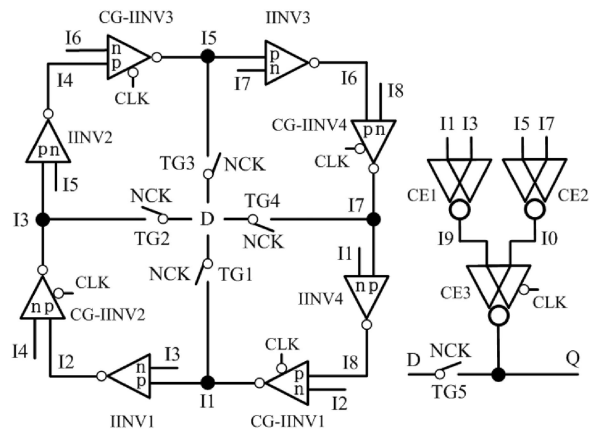 CG-IINV3
IINV3
I6
n
p
I5
p
n
I4
CLK
I7
I6
I8
CG-IINV4
p n
CLK
IINV2
p n
I5
TG3
NCK
I1 I3
I5 I7
CE1
CE2
I3
NCK
TG2
D
TG4
NCK
I7
I9
I0
I1
NCK
TG1
n p
IINV4
CE3
CLK
CLK
n p
CG-IINV2
I4
I2
n
p
I3
CLK
p
n
I8
I2
D
NCK
TG5
Q
IINV1
I1
CG-IINV1